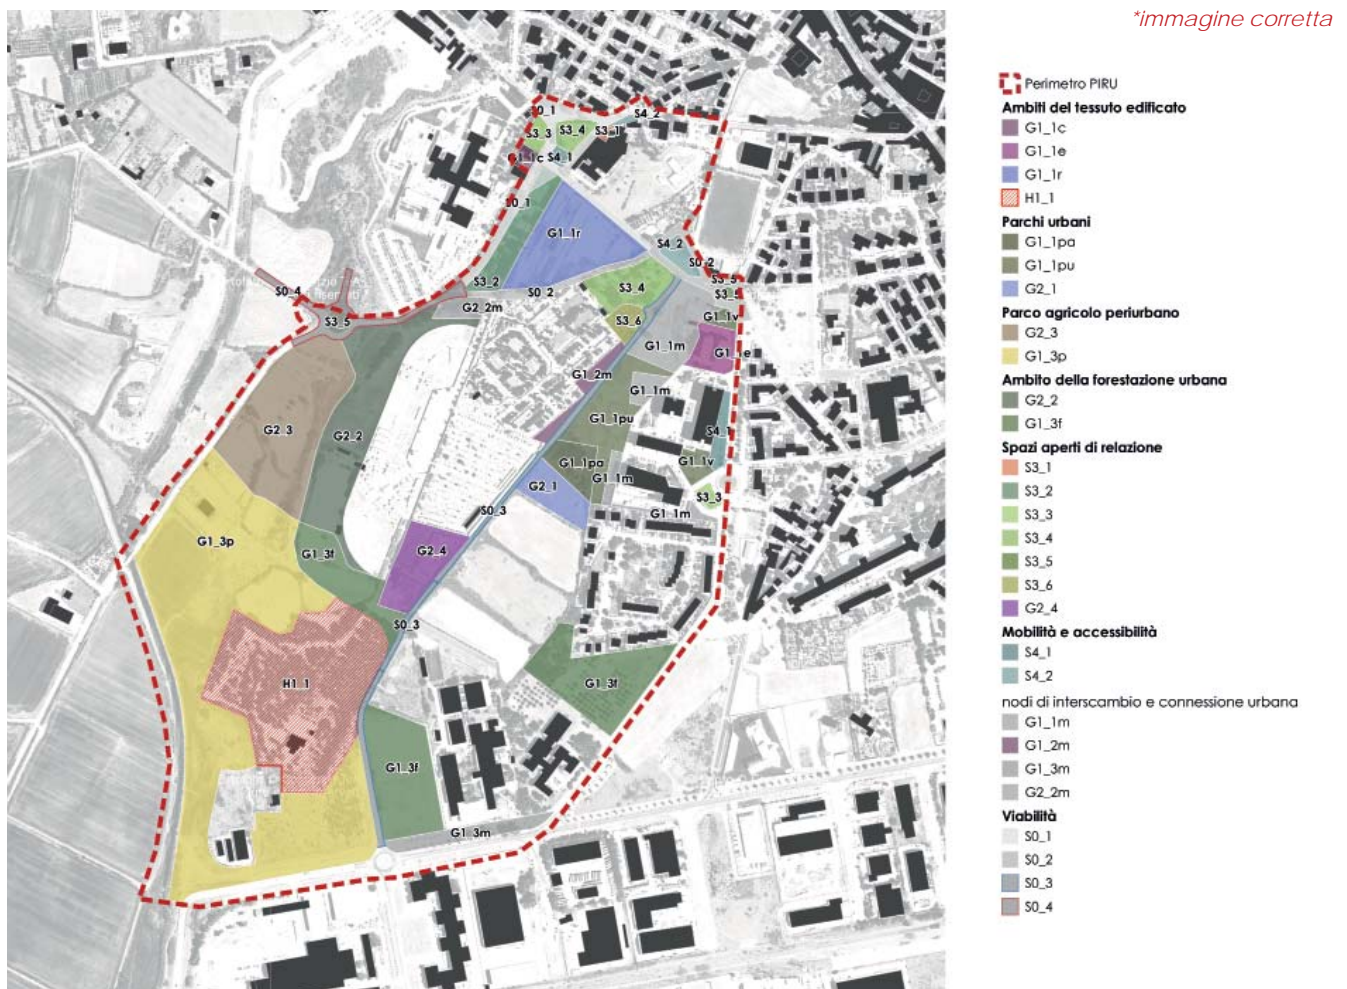 *immagine corretta
Perimetro PIRU
Ambiti del tessuto edificato
G1_1c
G1_1e
G1_1r
H1_1
Parchi urbani
G1_1pa
G1_1pu
G2_1
Parco agricolo periurbano
G2_3
G1_3p
Ambito della forestazione urbana
G2_2
G1_3f
Spazi aperti di relazione
S3_1
S3_2
S3_3
S3_4
S3_5
S3_6
G2_4
Mobilità e accessibilità
S4_1
S4_2
nodi di interscambio e connessione urbana
G1_1m
G1_2m
G1_3m
G2_2m
Viabilità
S0_1
S0_2
S0_3
S0_4
S0_1
S4_2
S3_3
S3_4
S3_1
G1_1c
S4_1
S0_1
G1_1r
S4_2
S0_2
S3_5
S3_2
S0_2
S3_4
S3_5
S0_4
G2_2m
S3_5
S3_6
G1_1v
G1_1m
G1_1e
G1_2m
G1_1m
G2_3
G2_2
G1_1pu
S4_1
G1_1pa
G1_1v
G1_1m
G2_1
S3_3
S0_3
G1_1m
G1_3p
G1_3f
G2_4
S0_3
H1_1
G1_3f
G1_3f
G1_3m